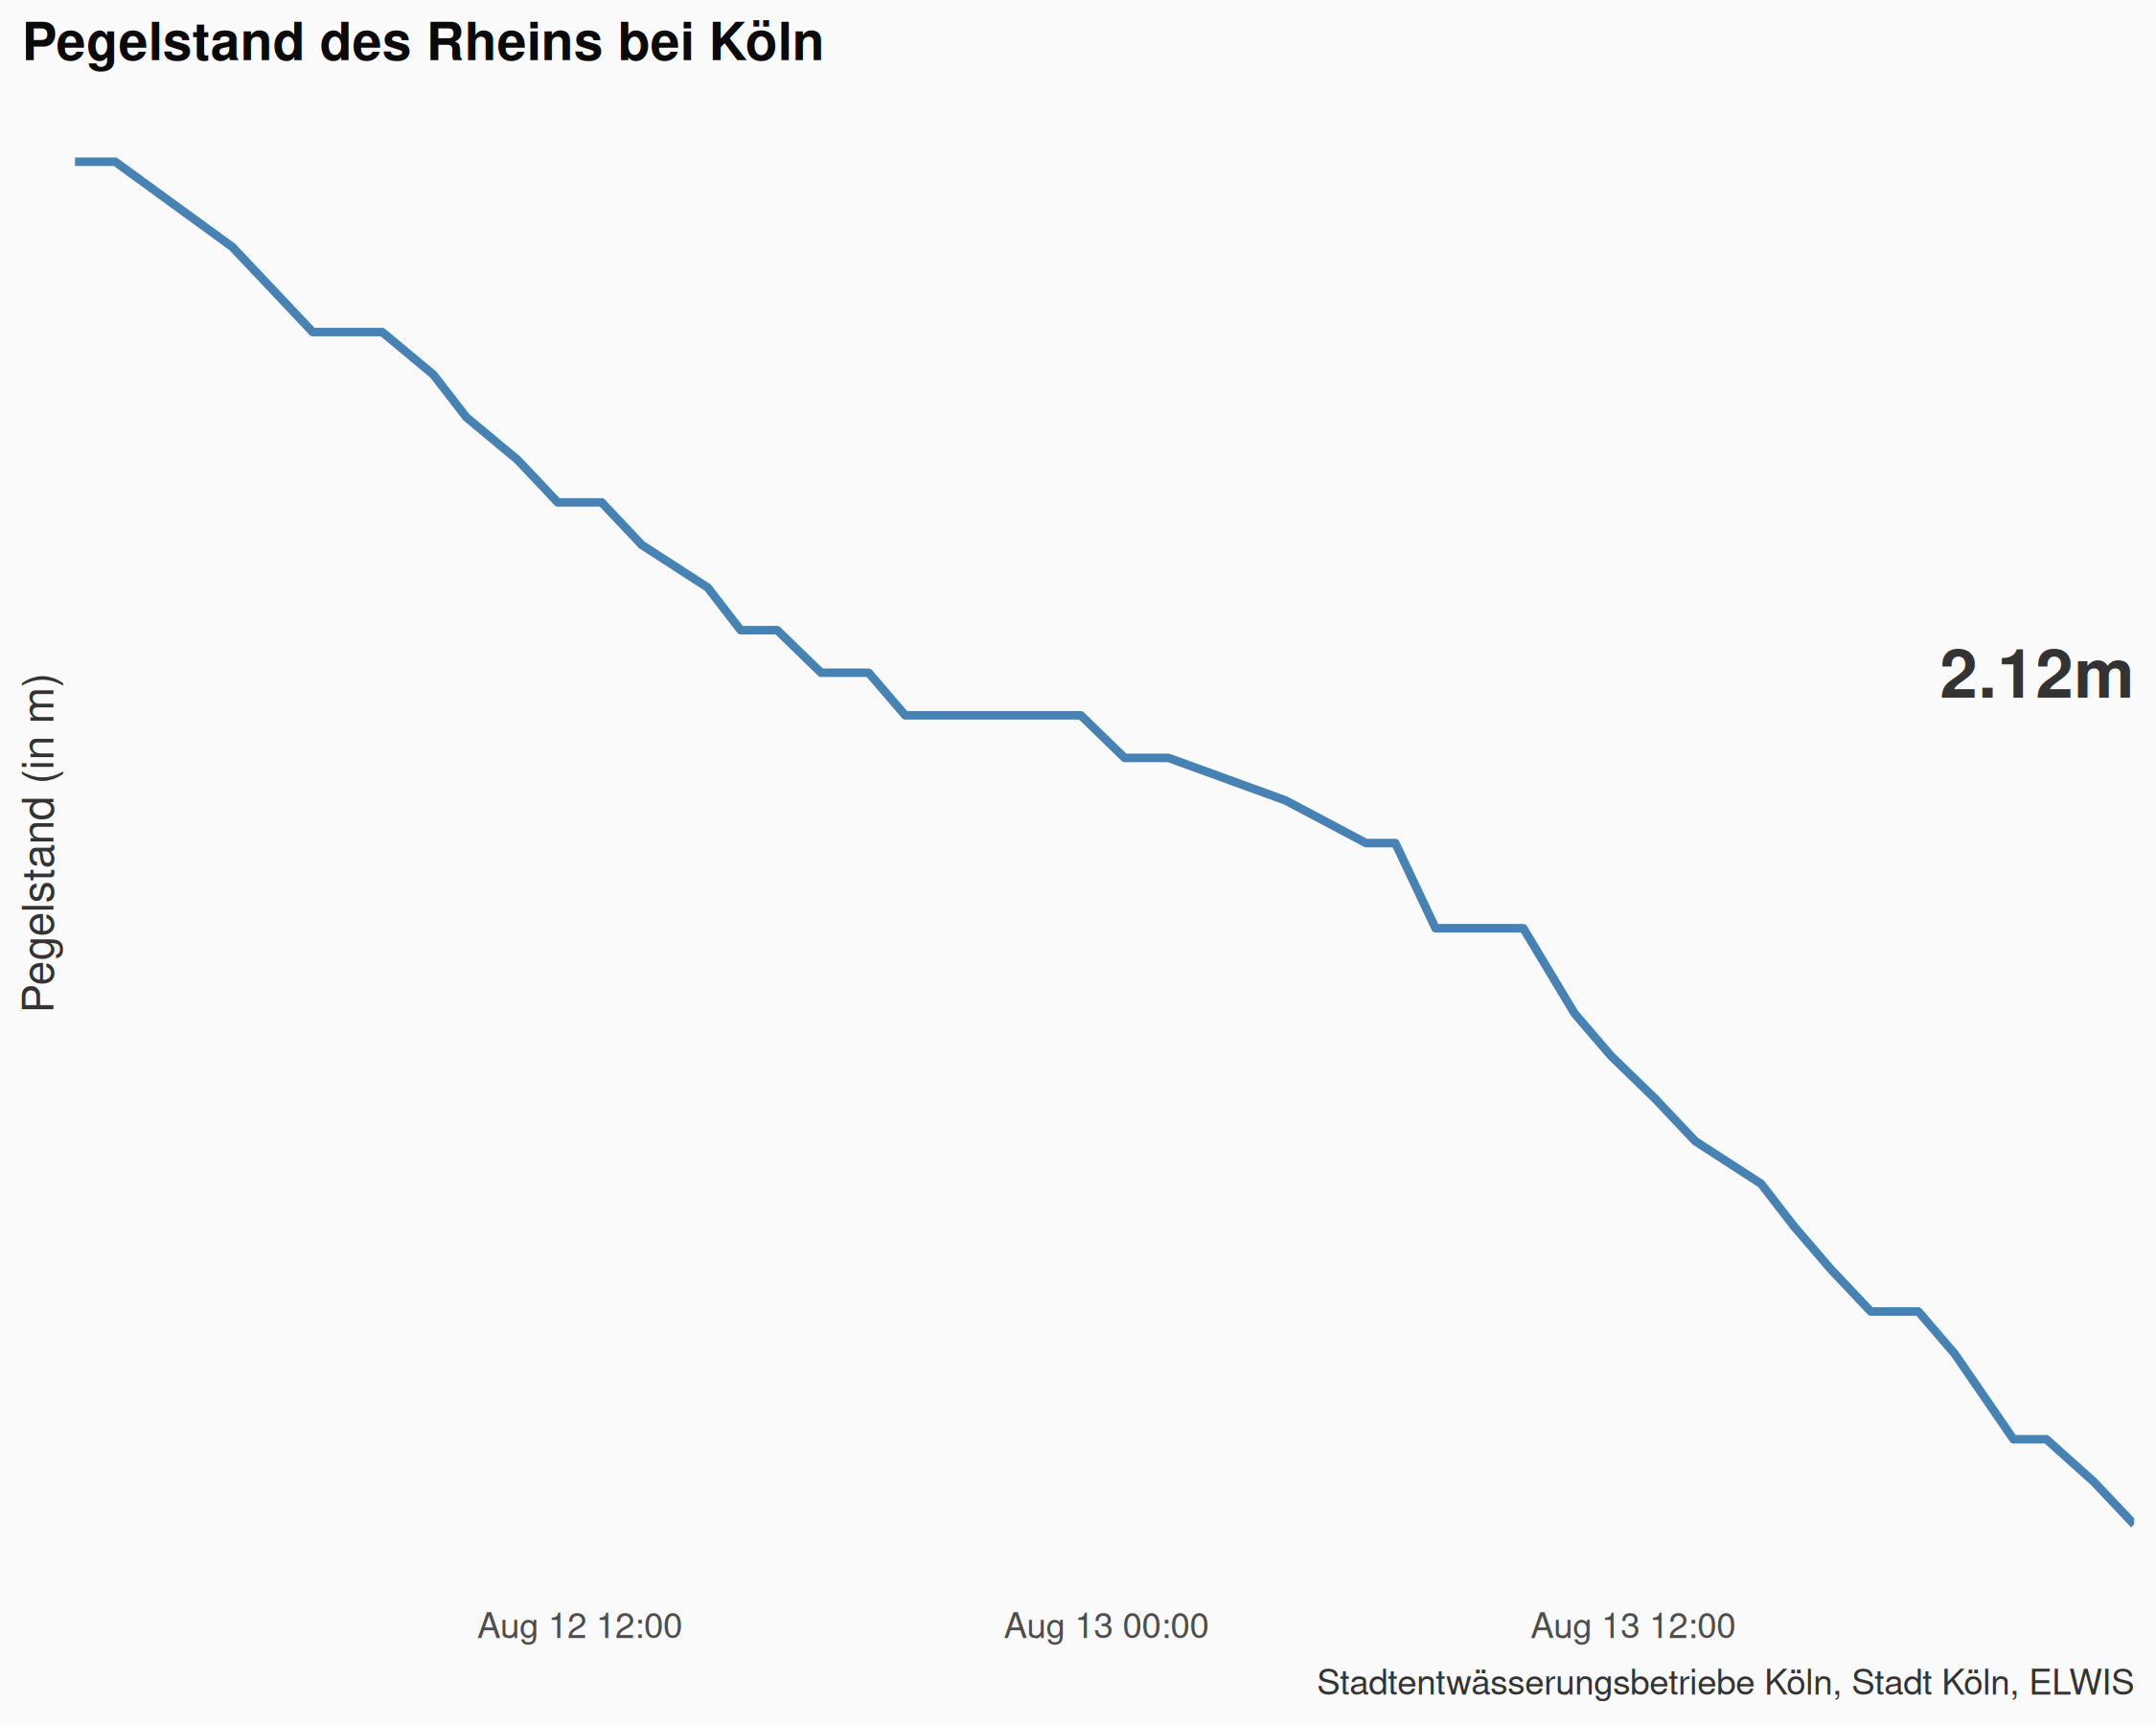 Pegelstand des Rheins bei Köln
Pegelstand (in m)
2.12m
Aug 12 12:00
Aug 13 00:00
Aug 13 12:00
Stadtentwässerungsbetriebe Köln, Stadt Köln, ELWIS